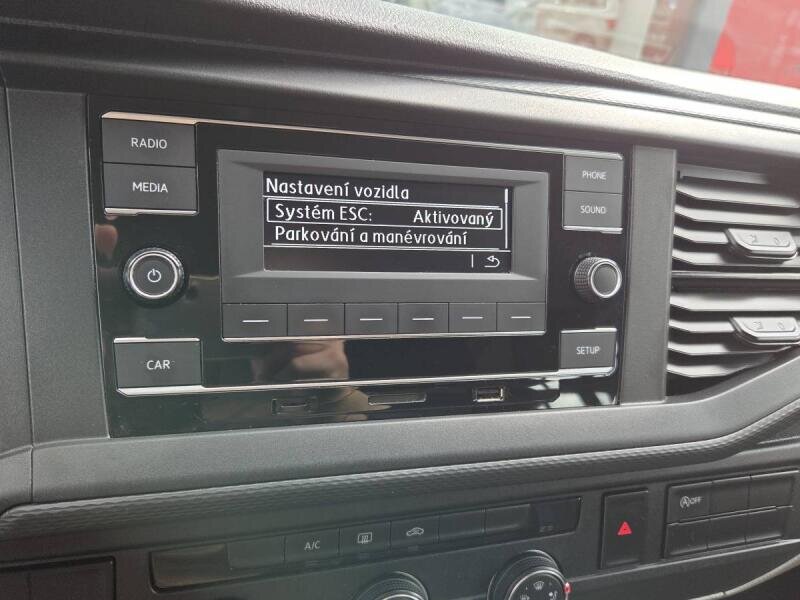 RADIO
MEDIA
PHONE
SOUND
Nastavení vozidla
Systém ESC: Aktivovaný
Parkování a manévrování
CAR
SETUP
A/C
A OFF